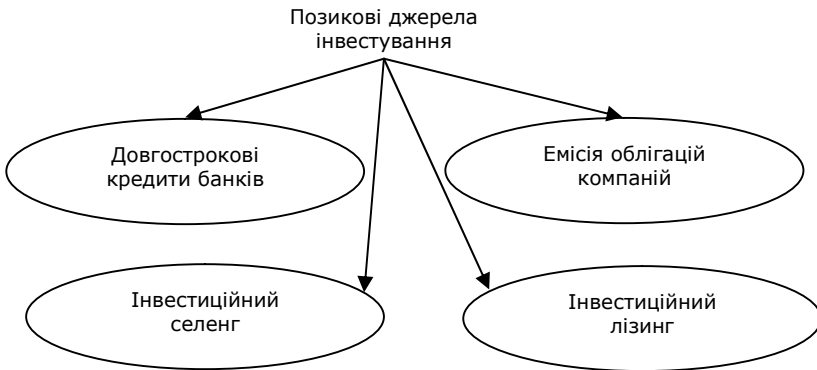 Позикові джерела
інвестування
Довгострокові
кредити банків
Емісія облігацій
компаній
Інвестиційний
селенг
Інвестиційний
лізинг